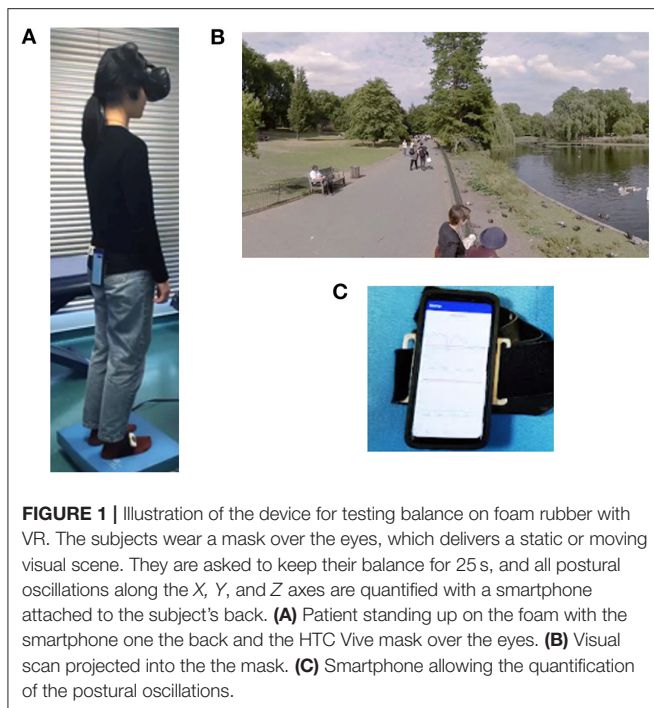 A
B
C
FIGURE 1 | Illustration of the device for testing balance on foam rubber with
VR. The subjects wear a mask over the eyes, which delivers a static or moving
visual scene. They are asked to keep their balance for 25 s, and all postural
oscillations along the X, Y, and Z axes are quantified with a smartphone
attached to the subject's back. (A) Patient standing up on the foam with the
smartphone one the back and the HTC Vive mask over the eyes. (B) Visual
scan projected into the the mask. (C) Smartphone allowing the quantification
of the postural oscillations.